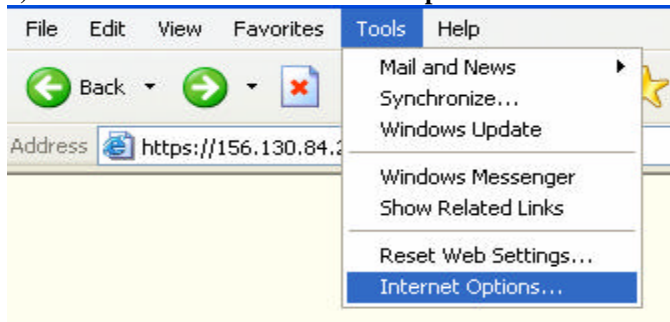 File Edit View Favorites Tools Help
Back
Address https://156.130.84.2
Mail and News
Synchronize...
Windows Update
Windows Messenger
Show Related Links
Reset Web Settings...
Internet Options...